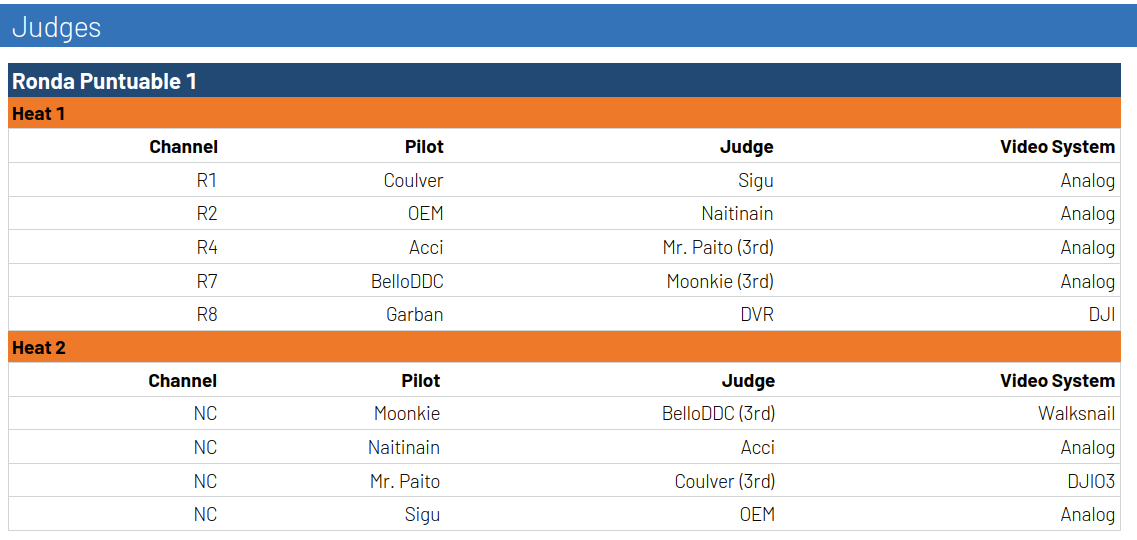 Judges
Ronda Puntuable 1
Heat 1
Channel Pilot Judge Video System
R1 Coulver Sigu Analog
R2 OEM Naitinain Analog
R4 Acci Mr. Paito (3rd) Analog
R7 BelloDDC Moonkie (3rd) Analog
R8 Garban DVR DJI
Heat 2
Channel Pilot Judge Video System
NC Moonkie BelloDDC (3rd) Walksnail
NC Naitinain Acci Analog
NC Mr. Paito Coulver (3rd) DJIO3
NC Sigu OEM Analog